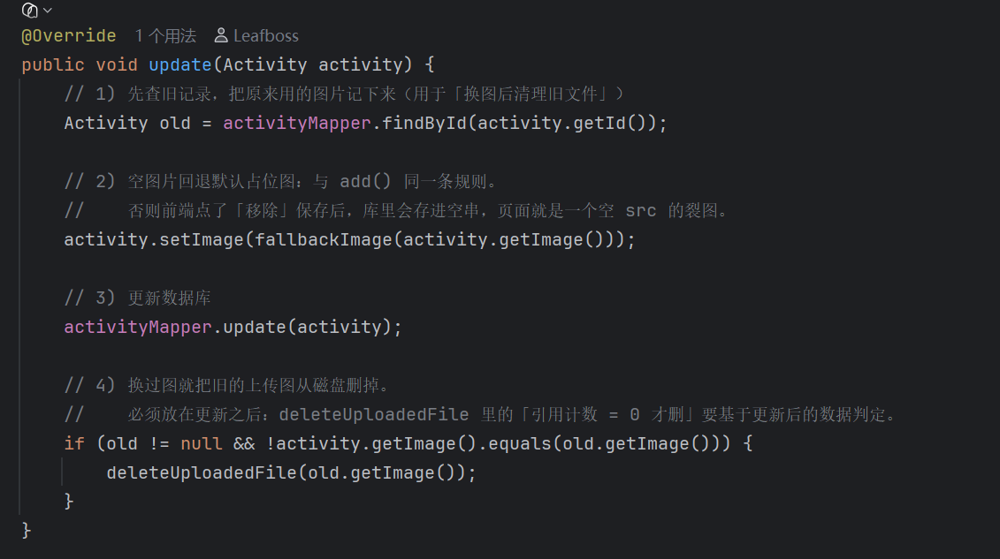 @Override 1 个用法 Leafboss
public void update(Activity activity) {
// 1) 先查旧记录，把原来用的图片记下来（用于「换图后清理旧文件」）
Activity old = activityMapper.findById(activity.getId());
// 2) 空图片回退默认占位图：与 add() 同一条规则。
// 否则前端点了「移除」保存后，库里会存进空串，页面就是一个空 src 的裂图。
activity.setImage(fallbackImage(activity.getImage()));
// 3) 更新数据库
activityMapper.update(activity);
// 4) 换过图就把旧的上传图从磁盘删掉。
// 必须放在更新之后：deleteUploadedFile 里的「引用计数 = 0 才删」要基于更新后的数据判定。
if (old != null && !activity.getImage().equals(old.getImage())) {
deleteUploadedFile(old.getImage());
}
}